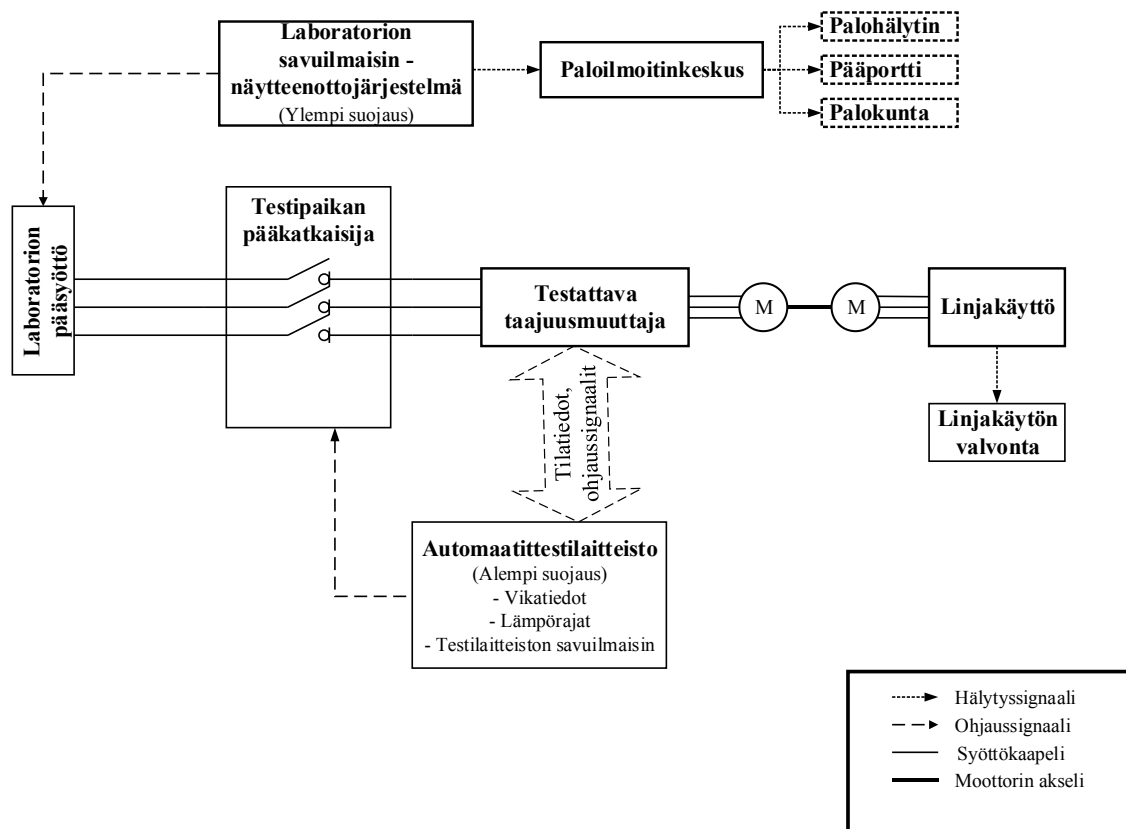 Laboratorion
savuilmaisin -
näytteenottojärjestelmä
(Ylempi suojaus)
Paloilmoitinkeskus
Palohälytin
Pääportti
Palokunta
Laboratorion
pääsyöttö
Testipaikan
pääkatkaisija
Testattava
taajuusmuuttaja
M
M
Linjakäyttö
Linjakäytön
valvonta
Tilatiedot,
ohjaussignaalit
Automaatittestilaitteisto
(Alempi suojaus)
- Vikatiedot
- Lämpörajat
- Testilaitteiston savuilmaisin
Hälytyssignaali
Ohjaussignaali
Syöttökaapeli
Moottorin akseli